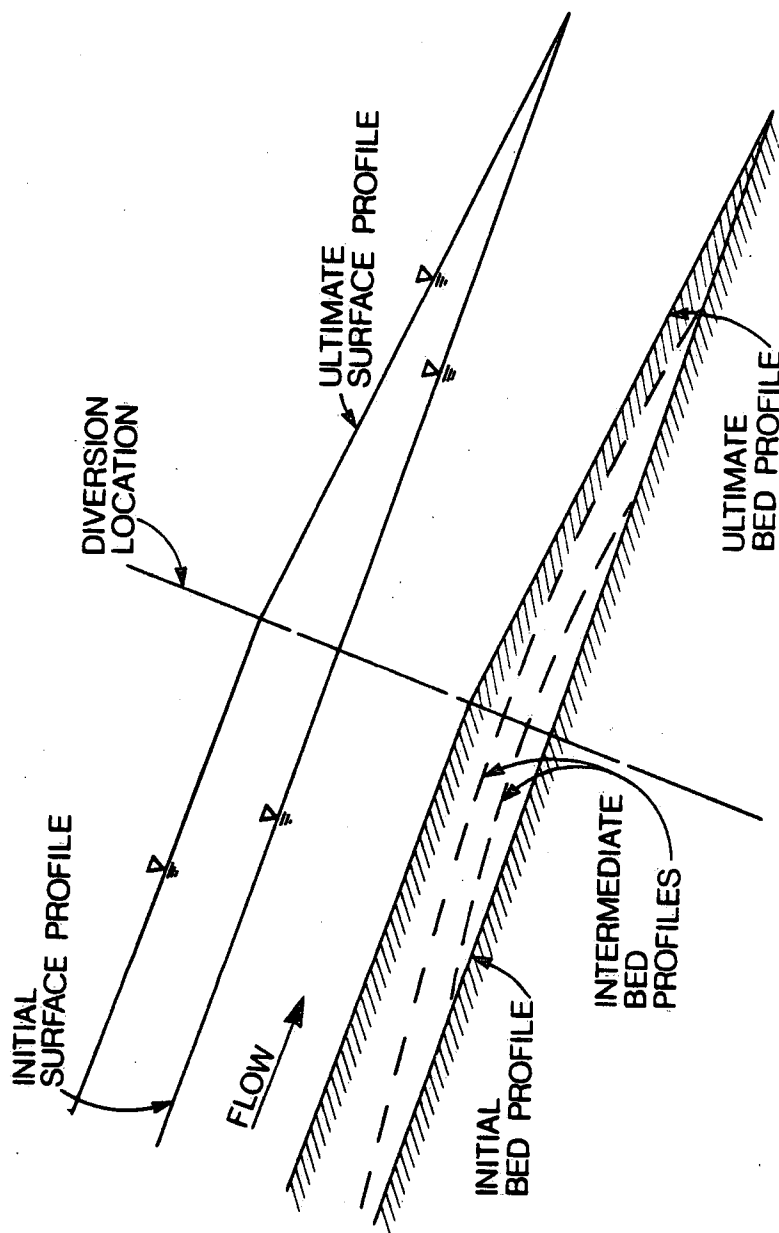 INITIAL
SURFACE PROFILE
DIVERSION
LOCATION
ULTIMATE
SURFACE PROFILE
FLOW
INITIAL
BED PROFILE
INTERMEDIATE
BED
PROFILES
ULTIMATE
BED PROFILE